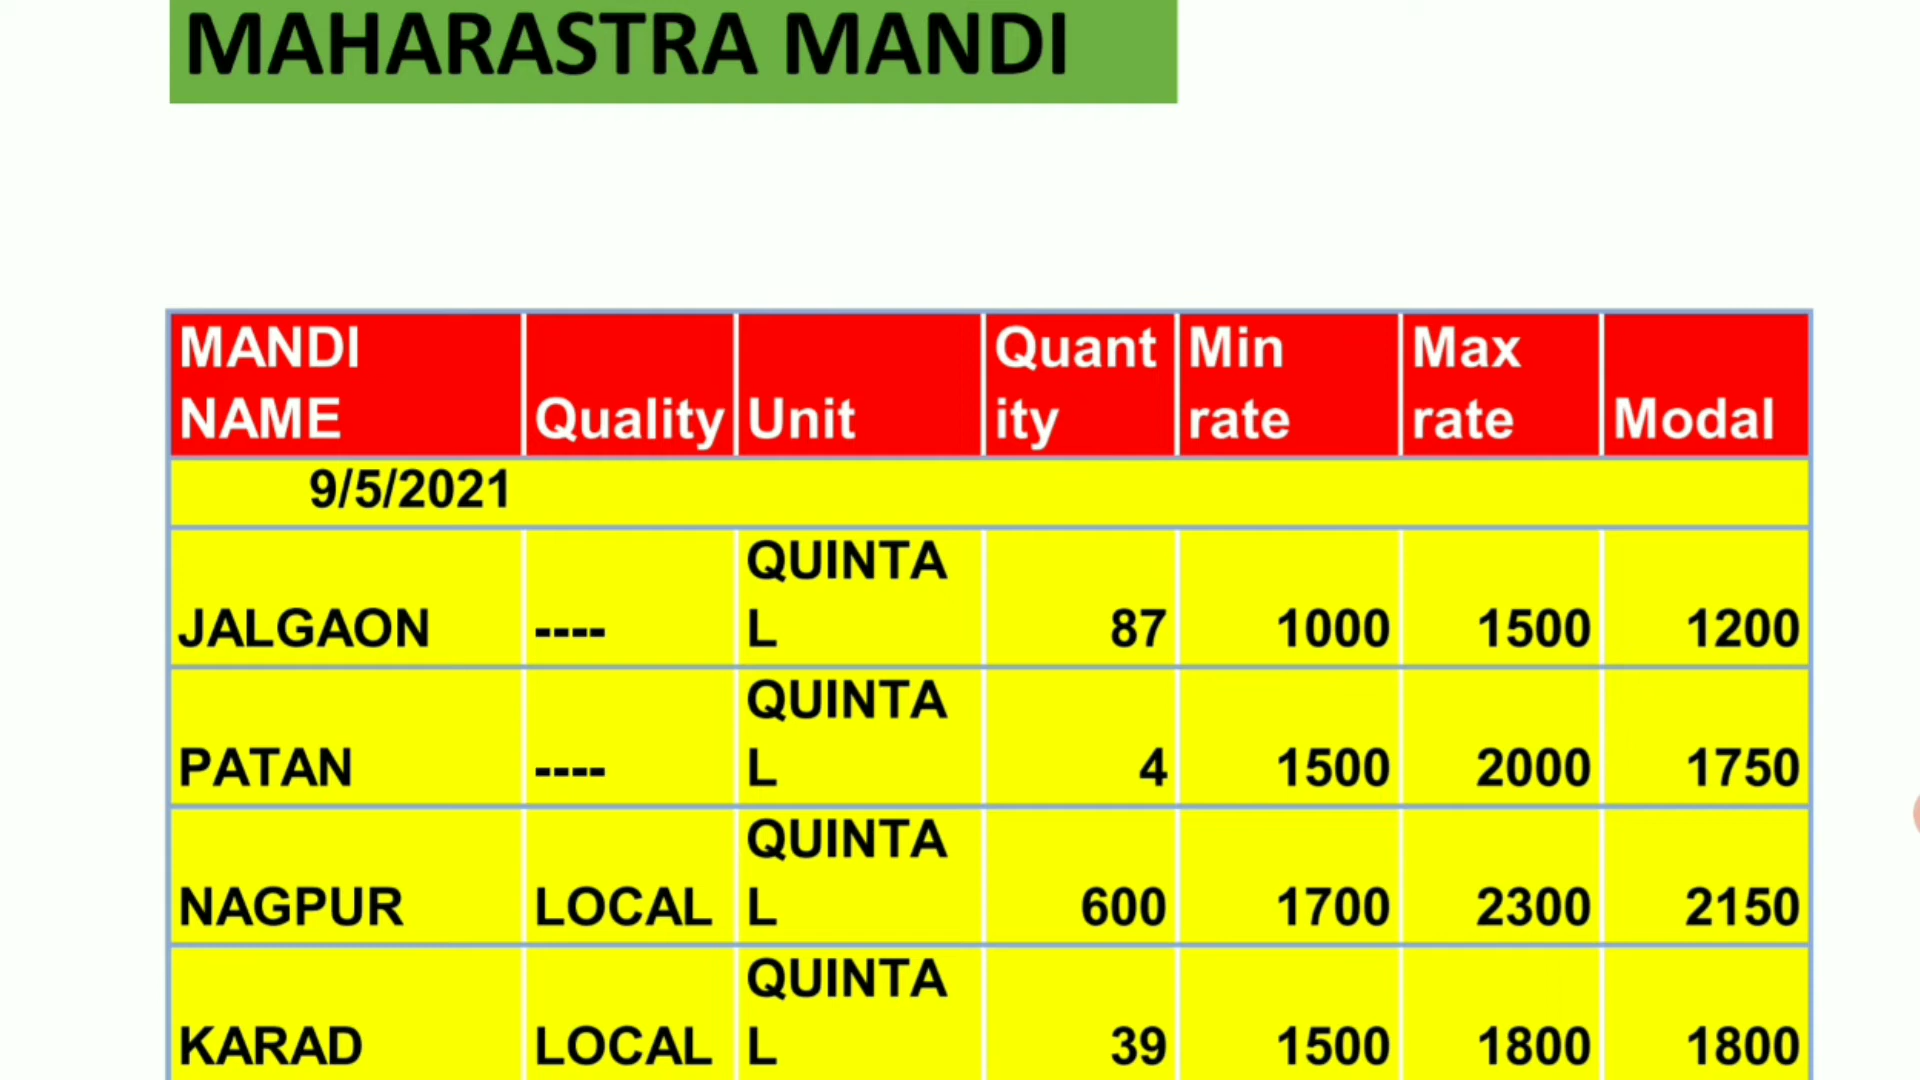 MAHARASTRA MANDI
MANDI NAME Quality Unit Quant ity Min rate Max rate Modal
9/5/2021
JALGAON ---- QUINTA L 87 1000 1500 1200
PATAN ---- QUINTA L 4 1500 2000 1750
NAGPUR LOCAL QUINTA L 600 1700 2300 2150
KARAD LOCAL QUINTA L 39 1500 1800 1800